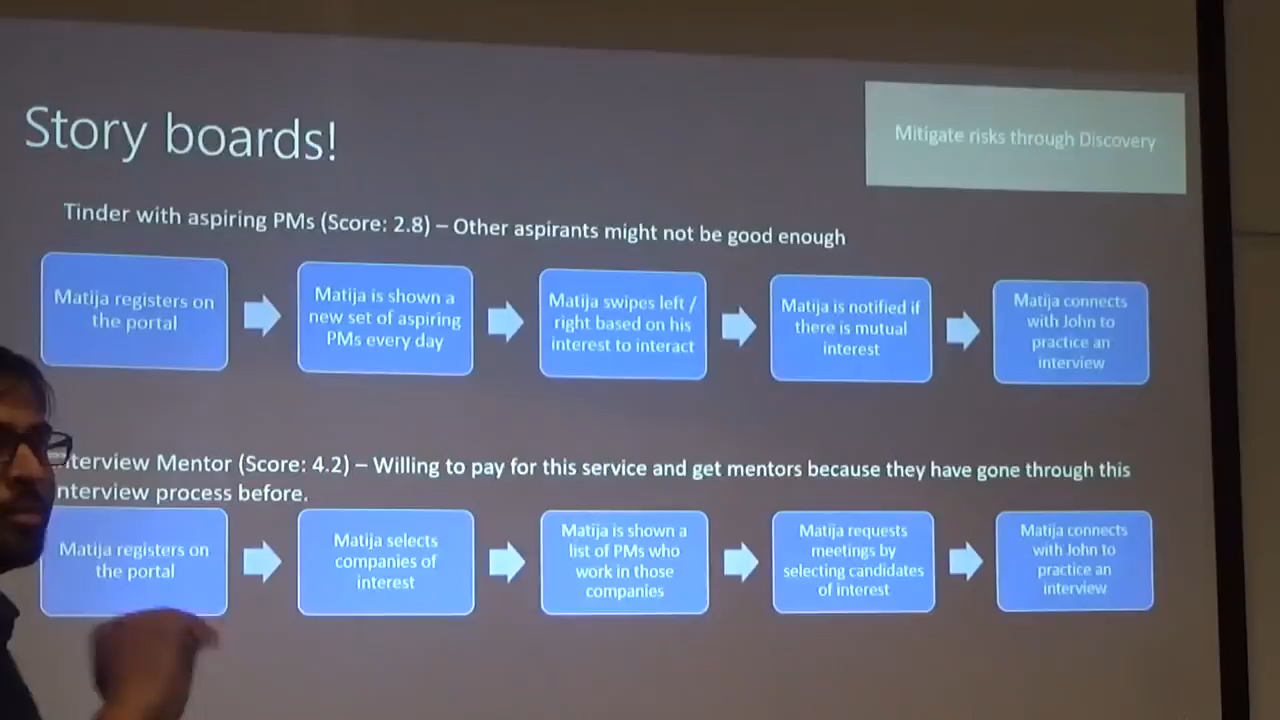 Story boards!
Mitigate risks through Discovery
Tinder with aspiring PMs (Score: 2.8) – Other aspirants might not be good enough
Matija registers on
the portal
Matija is shown a
new set of aspiring
PMs every day
Matija swipes left /
right based on his
interest to interact
Matija is notified if
there is mutual
interest
Matija connects
with John to
practice an
interview
nterview Mentor (Score: 4.2) – Willing to pay for this service and get mentors because they have gone through this
nterview process before.
Matija registers on
the portal
Matija selects
companies of
interest
Matija is shown a
list of PMs who
work in those
companies
Matija requests
meetings by
selecting candidates
of interest
Matija connects
with John to
practice an
interview